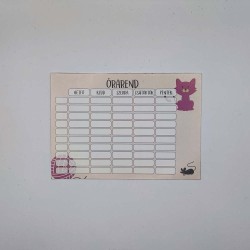 ÓRAREND
HÉTFŐ KEDD SZERDA CSÜTÖRTÖK PÉNTEK